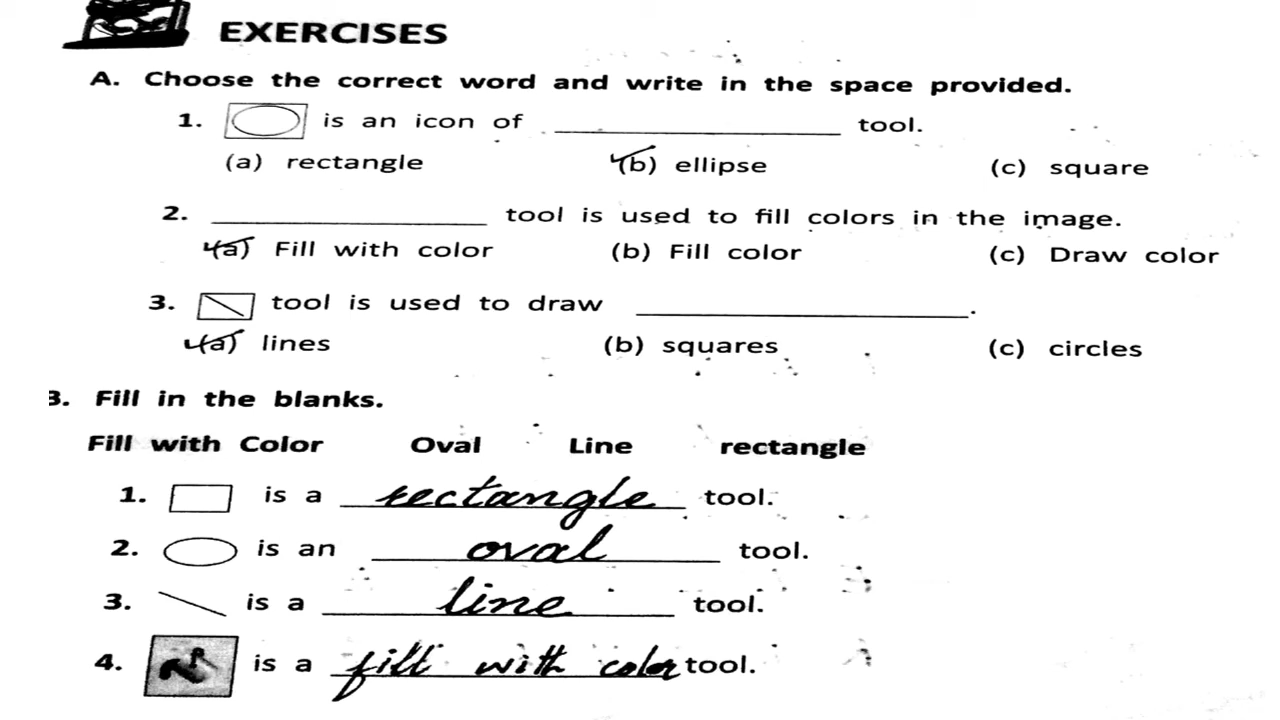 EXERCISES
A. Choose the correct word and write in the space provided.
1. is an icon of ____________________ tool.
(a) rectangle (b) ellipse (c) square
2. ____________________ tool is used to fill colors in the image.
(a) Fill with color (b) Fill color (c) Draw color
3. tool is used to draw ____________________.
(a) lines (b) squares (c) circles
B. Fill in the blanks.
Fill with Color Oval Line rectangle
1. is a rectangle tool.
2. is an oval tool.
3. is a line tool.
4. is a fill with color tool.